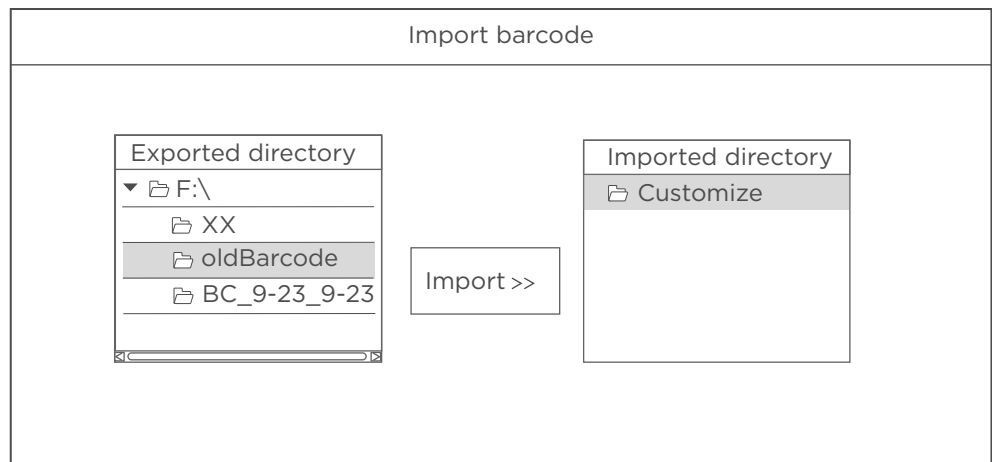 Import barcode
Exported directory
F:\
XX
oldBarcode
BC_9-23_9-23
Import >>
Imported directory
Customize